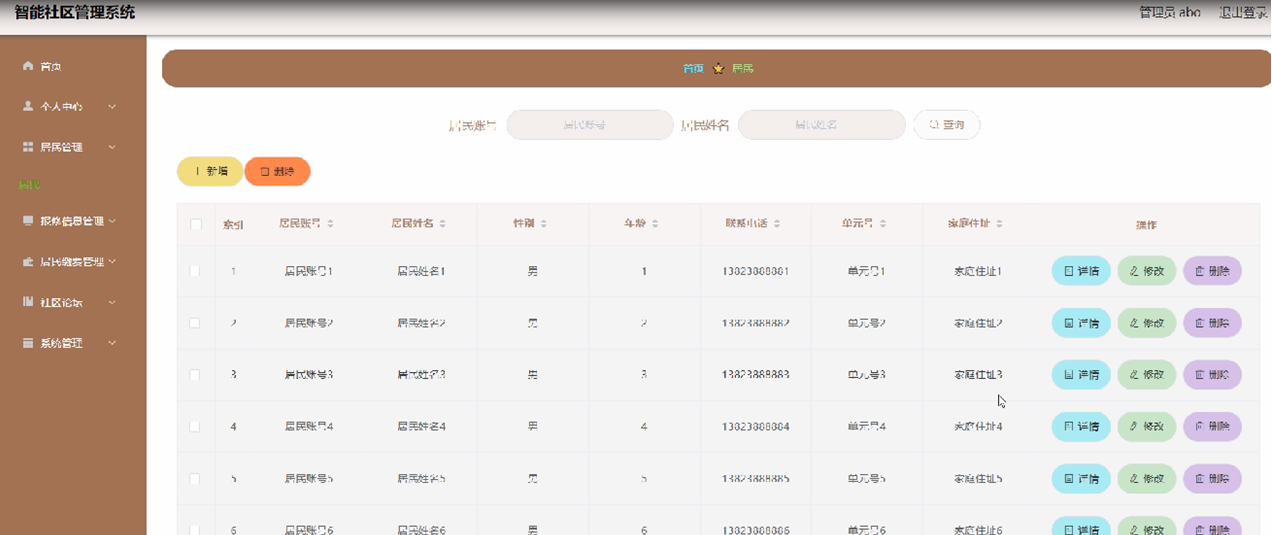 智能社区管理系统
管理员 abo 退出登录
首页
个人中心
居民管理
居民
报修信息管理
居民缴费管理
社区论坛
系统管理
首页 居民
居民账号 居民账号 居民姓名 居民姓名 查询
新增 删除
索引 居民账号 居民姓名 性别 年龄 联系电话 单元号 家庭住址 操作
1 居民账号1 居民姓名1 男 1 13823888881 单元号1 家庭住址1 详情 修改 删除
2 居民账号2 居民姓名2 男 2 13823888882 单元号2 家庭住址2 详情 修改 删除
3 居民账号3 居民姓名3 男 3 13823888883 单元号3 家庭住址3 详情 修改 删除
4 居民账号4 居民姓名4 男 4 13823888884 单元号4 家庭住址4 详情 修改 删除
5 居民账号5 居民姓名5 男 5 13823888885 单元号5 家庭住址5 详情 修改 删除
6 居民账号6 居民姓名6 男 6 13823888886 单元号6 家庭住址6 详情 修改 删除